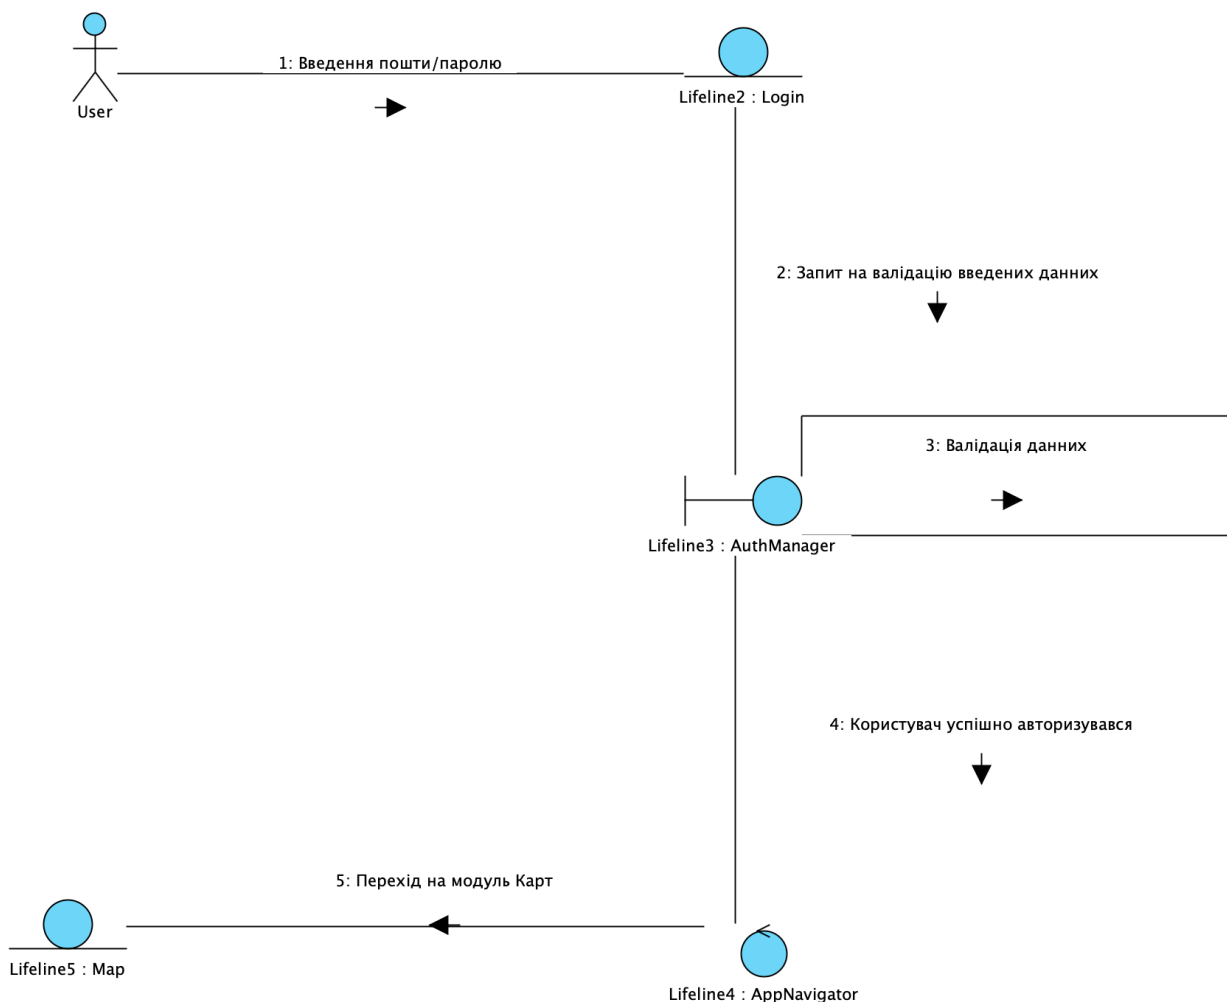 1: Введення пошти/паролю
User
Lifeline2 : Login
2: Запит на валідацію введених данних
3: Валідація данних
Lifeline3 : AuthManager
4: Користувач успішно авторизувався
5: Перехід на модуль Карт
Lifeline5 : Map
Lifeline4 : AppNavigator